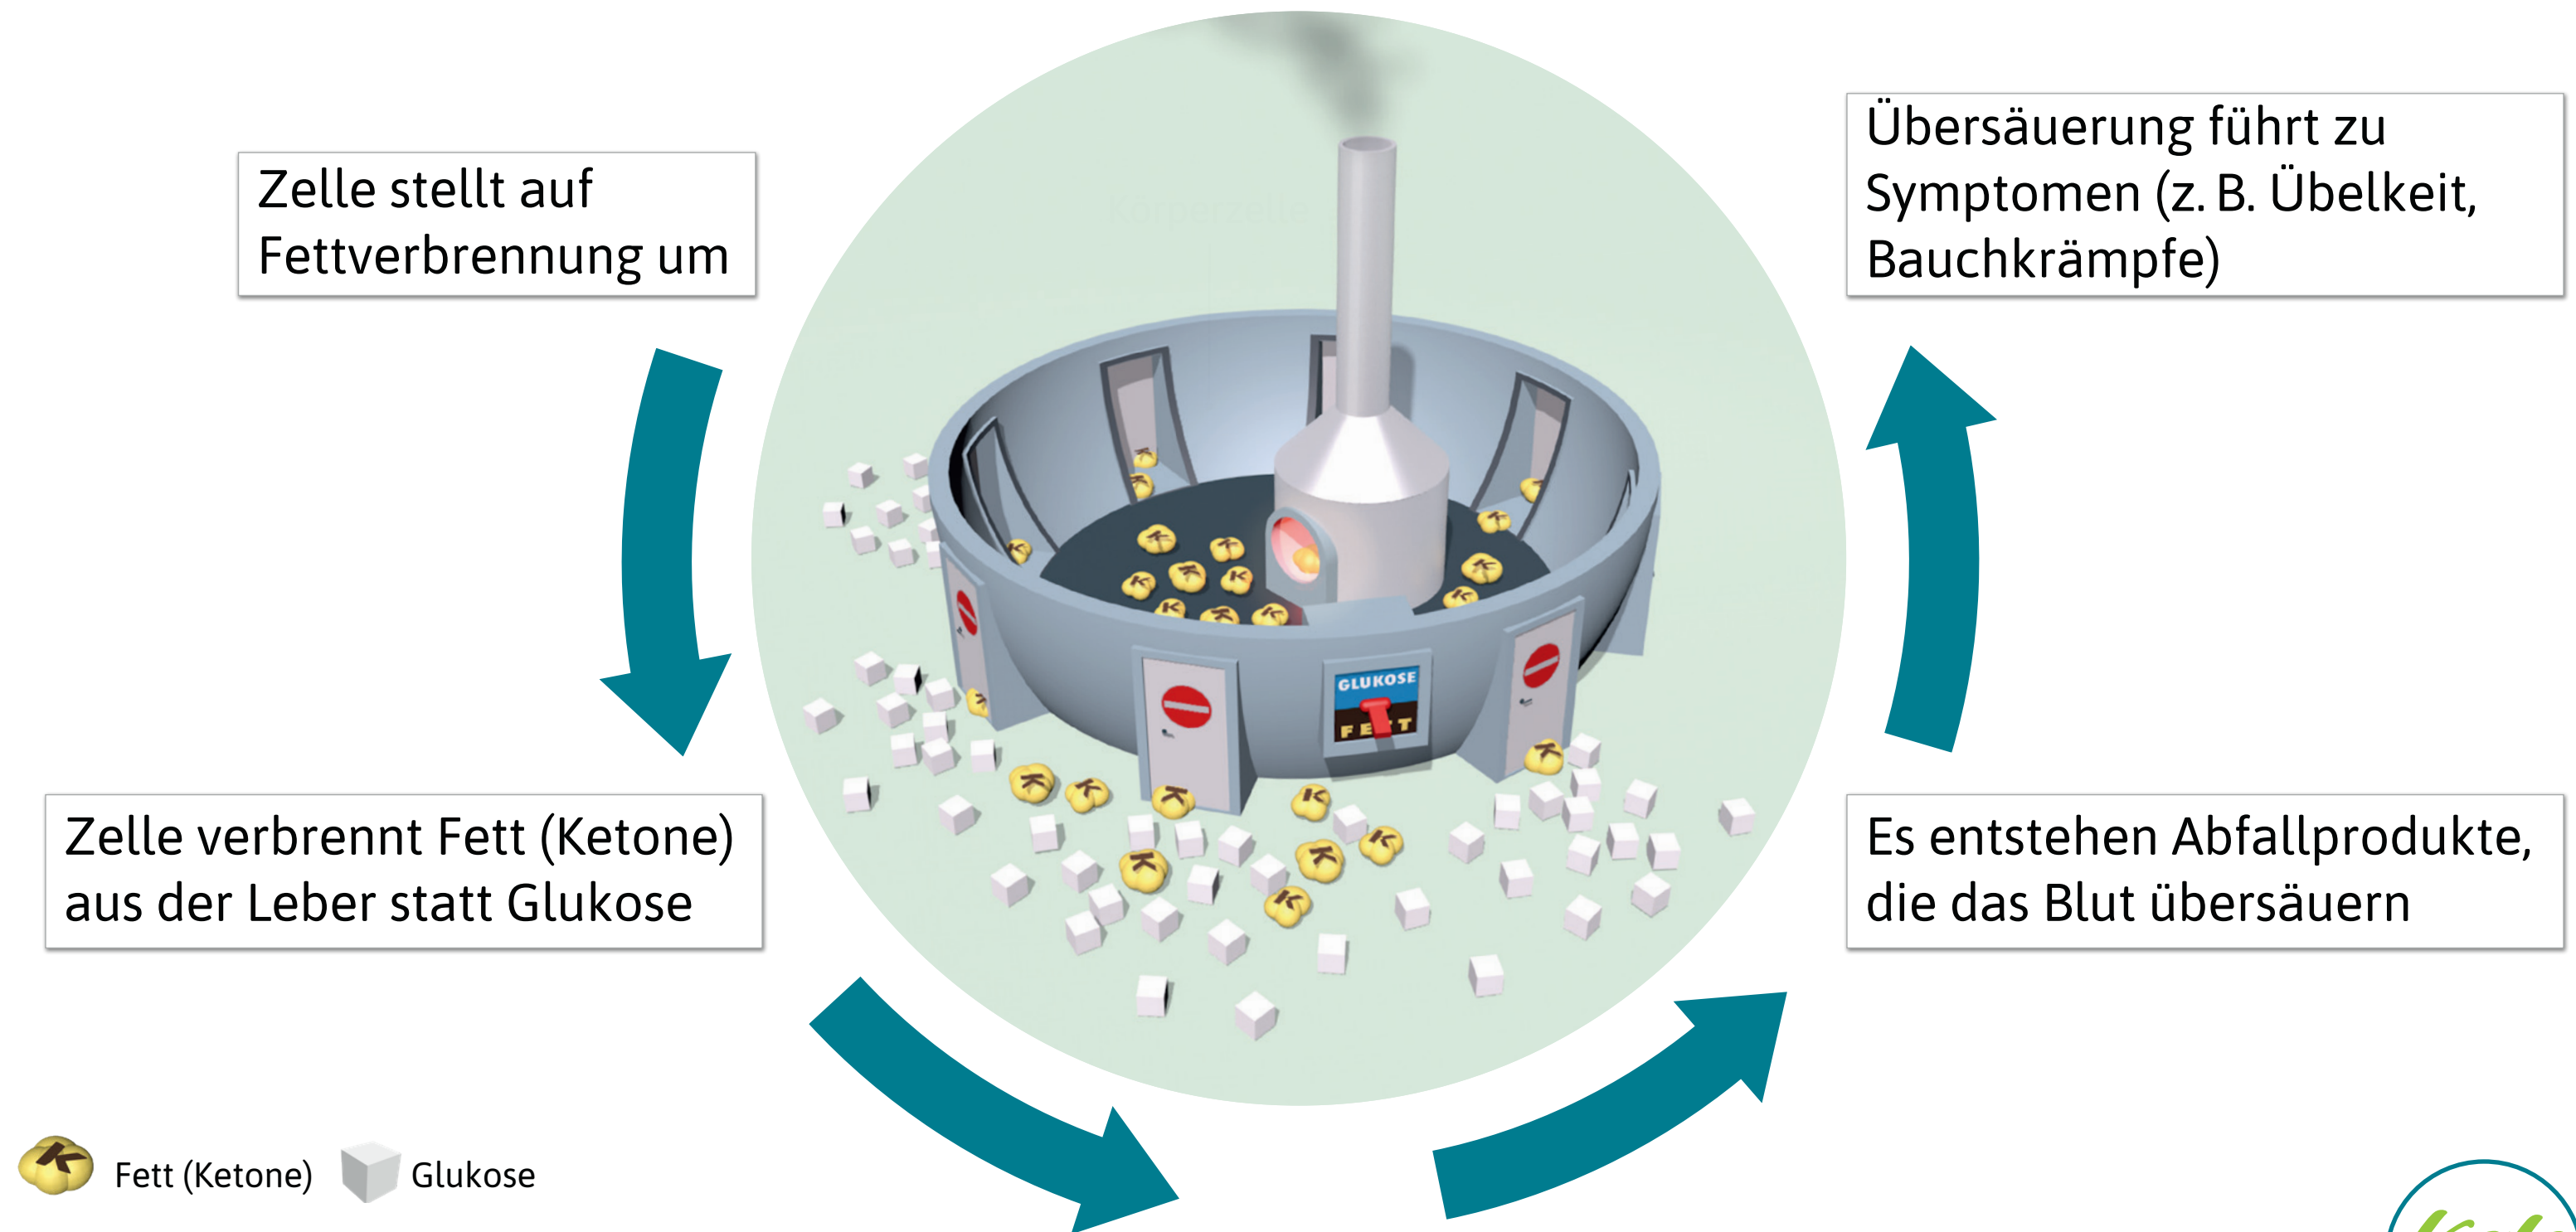 Zelle stellt auf
Fettverbrennung um
Zelle verbrennt Fett (Ketone)
aus der Leber statt Glukose
Es entstehen Abfallprodukte,
die das Blut übersäuern
Übersäuerung führt zu
Symptomen (z. B. Übelkeit,
Bauchkrämpfe)
GLUKOSE
FETT
K
Fett (Ketone)
Glukose